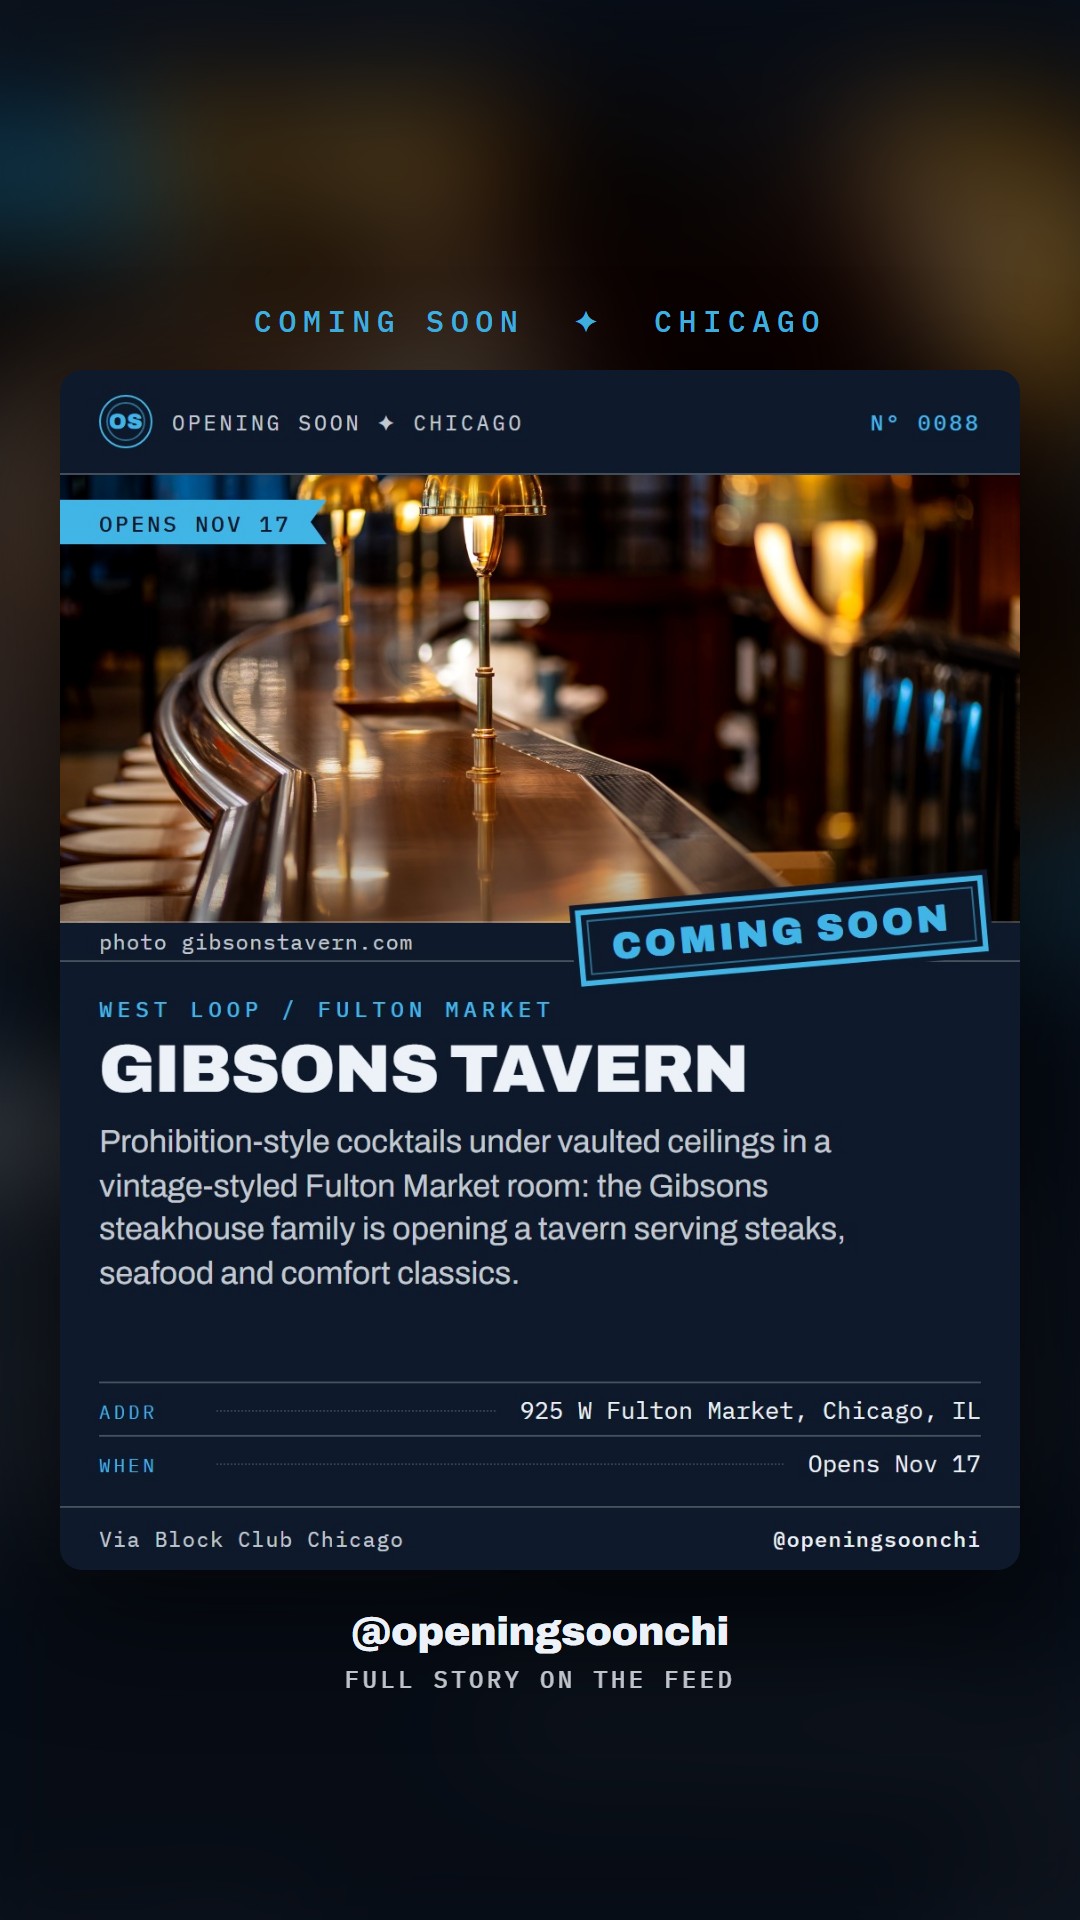 COMING SOON ✦ CHICAGO
OS OPENING SOON ✦ CHICAGO N° 0088
OPENS NOV 17
COMING SOON
photo gibsonstavern.com
WEST LOOP / FULTON MARKET
GIBSONS TAVERN
Prohibition-style cocktails under vaulted ceilings in a
vintage-styled Fulton Market room: the Gibsons
steakhouse family is opening a tavern serving steaks,
seafood and comfort classics.
ADDR 925 W Fulton Market, Chicago, IL
WHEN Opens Nov 17
Via Block Club Chicago @openingsoonchi
@openingsoonchi
FULL STORY ON THE FEED